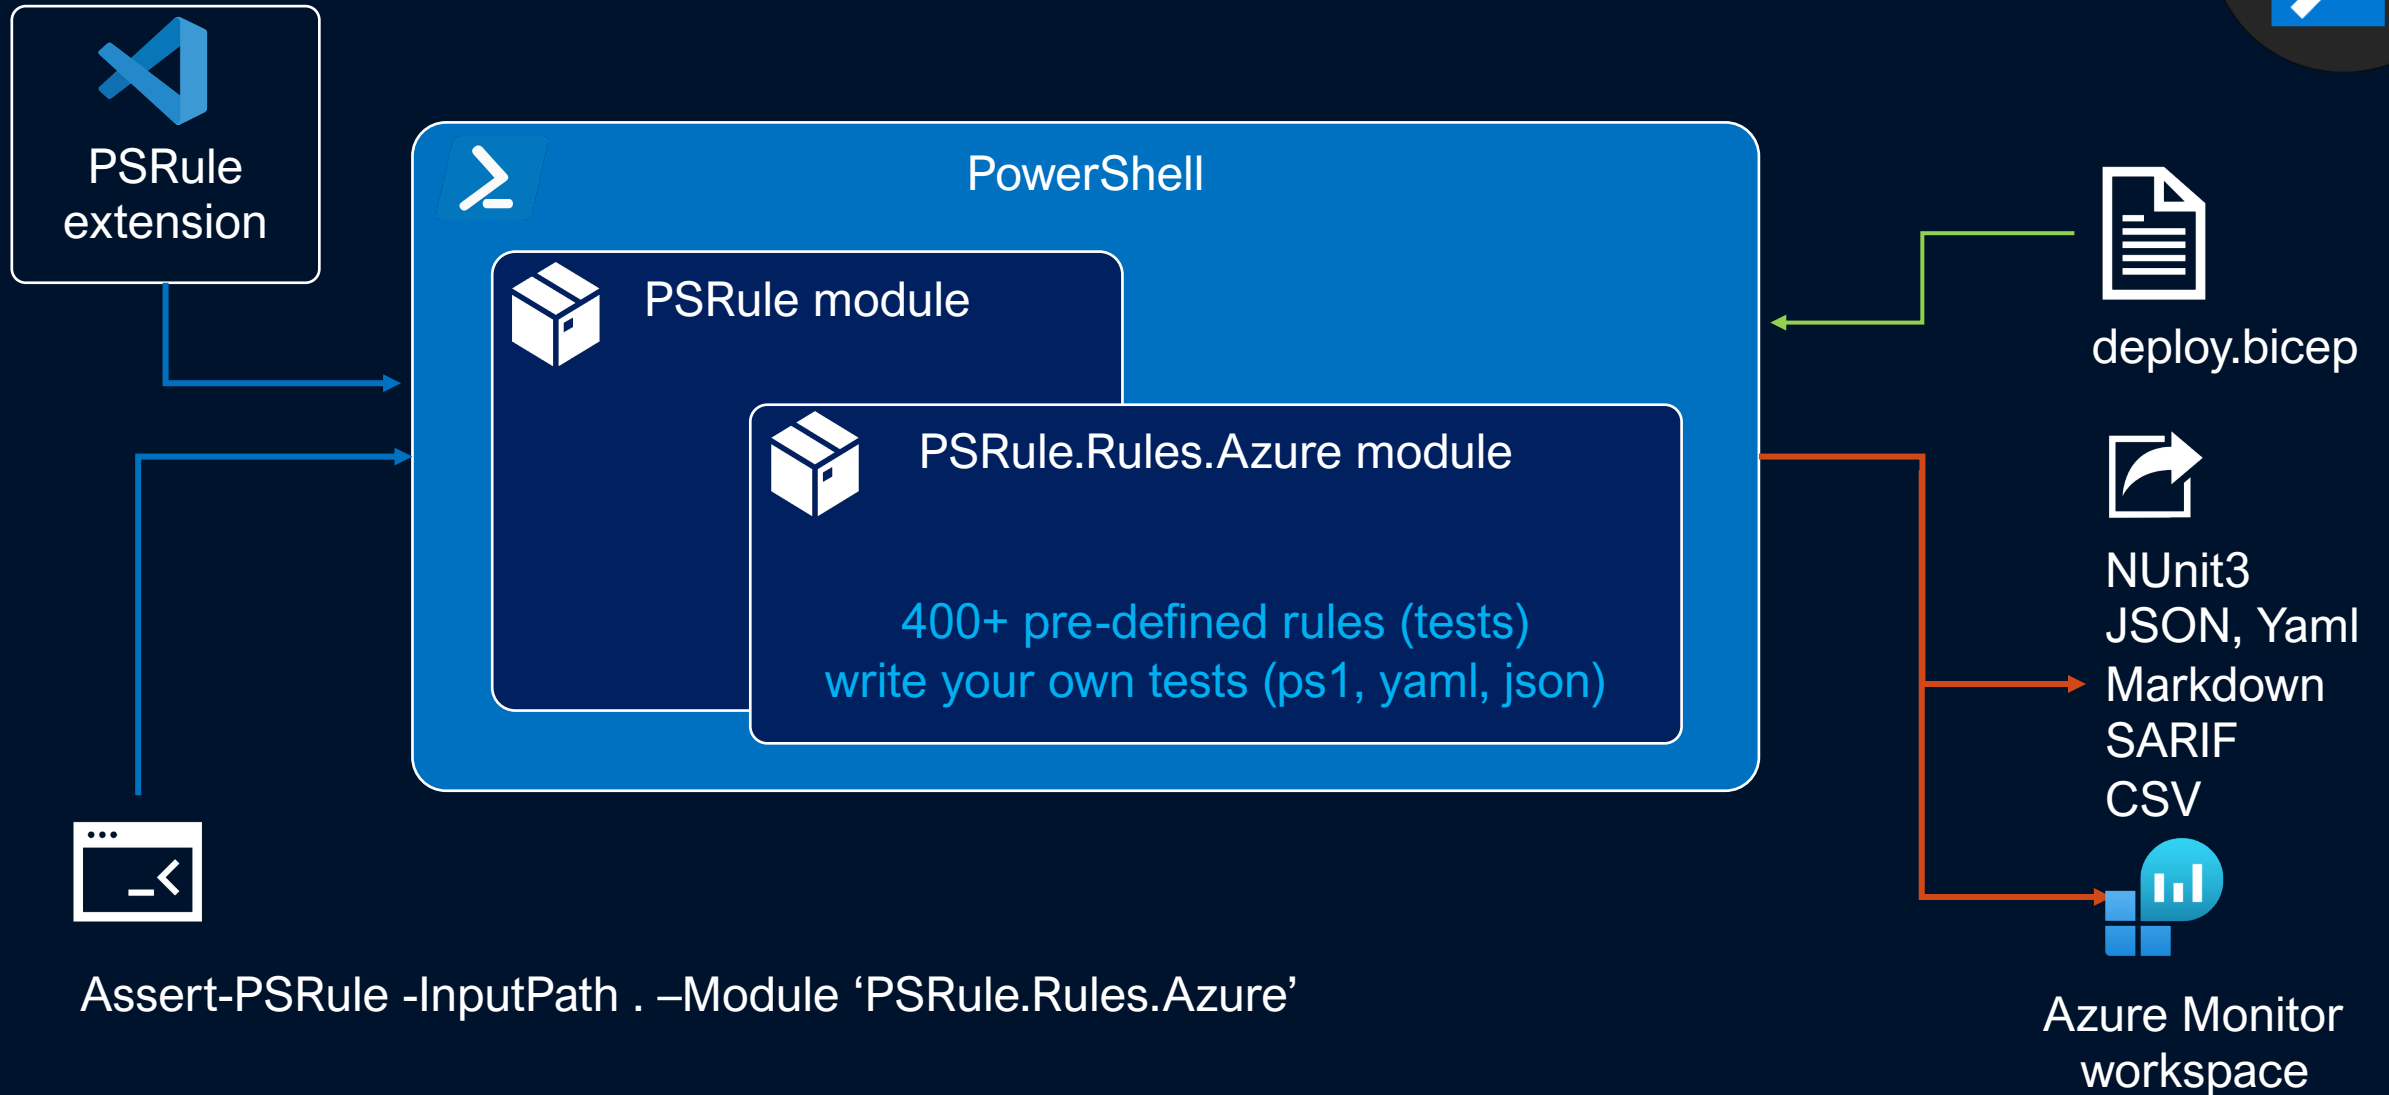 PSRule
extension
PowerShell
PSRule module
PSRule.Rules.Azure module
400+ pre-defined rules (tests)
write your own tests (ps1, yaml, json)
deploy.bicep
NUnit3
JSON, Yaml
Markdown
SARIF
CSV
Azure Monitor
workspace
Assert-PSRule -InputPath . –Module ‘PSRule.Rules.Azure’